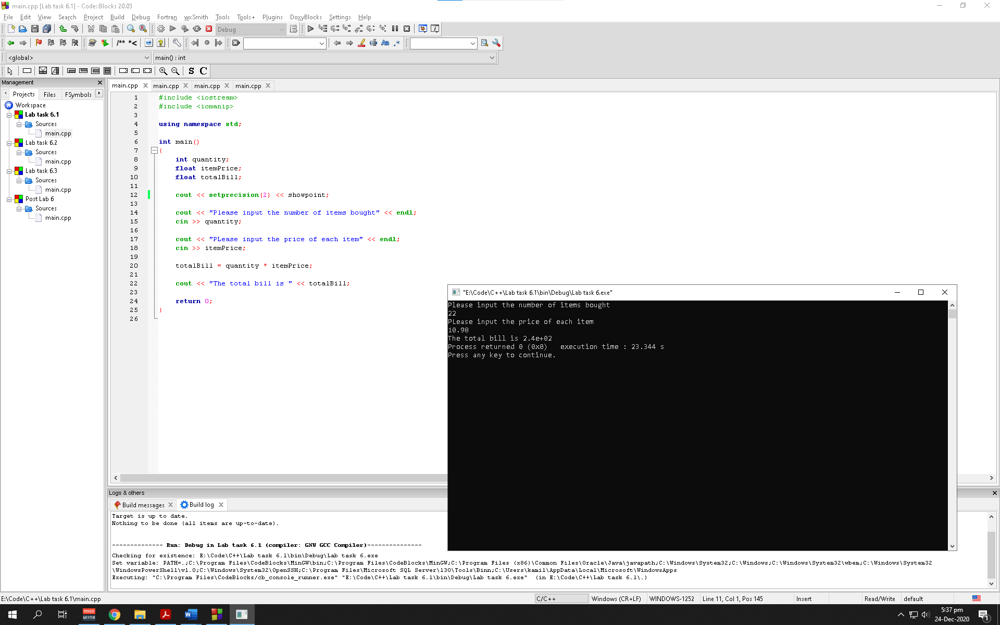 main.cpp [Lab task 6.1] - Code::Blocks 20.03
File Edit View Search Project Build Debug Fortran wxSmith Tools Tools+ Plugins DoxyBlocks Settings Help
Debug
/** *<
Aa .*
<global> main() : int
S C
Management
Projects Files FSymbols
Workspace
Lab task 6.1
Sources
main.cpp
Lab task 6.2
Sources
main.cpp
Lab task 6.3
Sources
main.cpp
Post Lab 6
Sources
main.cpp
main.cpp main.cpp main.cpp main.cpp
1 #include <iostream>
2 #include <iomanip>
3
4 using namespace std;
5
6 int main()
7 {
8 int quantity;
9 float itemPrice;
10 float totalBill;
11
12 cout << setprecision(2) << showpoint;
13
14 cout << "Please input the number of items bought" << endl;
15 cin >> quantity;
16
17 cout << "PLease input the price of each item" << endl;
18 cin >> itemPrice;
19
20 totalBill = quantity * itemPrice;
21
22 cout << "The total bill is " << totalBill;
23
24 return 0;
25 }
26
"E:\Code\C++\Lab task 6.1\bin\Debug\Lab task 6.exe"
Please input the number of items bought
22
PLease input the price of each item
10.98
The total bill is 2.4e+02
Process returned 0 (0x0) execution time : 23.344 s
Press any key to continue.
Logs & others
Build messages Build log
Target is up to date.
Nothing to be done (all items are up-to-date).
-------------- Run: Debug in Lab task 6.1 (compiler: GNU GCC Compiler)---------------
Checking for existence: E:\Code\C++\Lab task 6.1\bin\Debug\Lab task 6.exe
Set variable: PATH=.;C:\Program Files\CodeBlocks\MinGW\bin;C:\Program Files\CodeBlocks\MinGW;C:\Program Files (x86)\Common Files\Oracle\Java\javapath;C:\Windows\System32;C:\Windows;C:\Windows\System32\wbem;C:\Windows\System32
\WindowsPowerShell\v1.0;C:\Windows\System32\OpenSSH;C:\Program Files\Microsoft SQL Server\130\Tools\Binn;C:\Users\kamil\AppData\Local\Microsoft\WindowsApps
Executing: "C:\Program Files\CodeBlocks/cb_console_runner.exe" "E:\Code\C++\Lab task 6.1\bin\Debug\Lab task 6.exe" (in E:\Code\C++\Lab task 6.1\.)
E:\Code\C++\Lab task 6.1\main.cpp C/C++ Windows (CR+LF) WINDOWS-1252 Line 11, Col 1, Pos 145 Insert Read/Write default
VOICE
MEETER
5:37 pm
24-Dec-2020
1